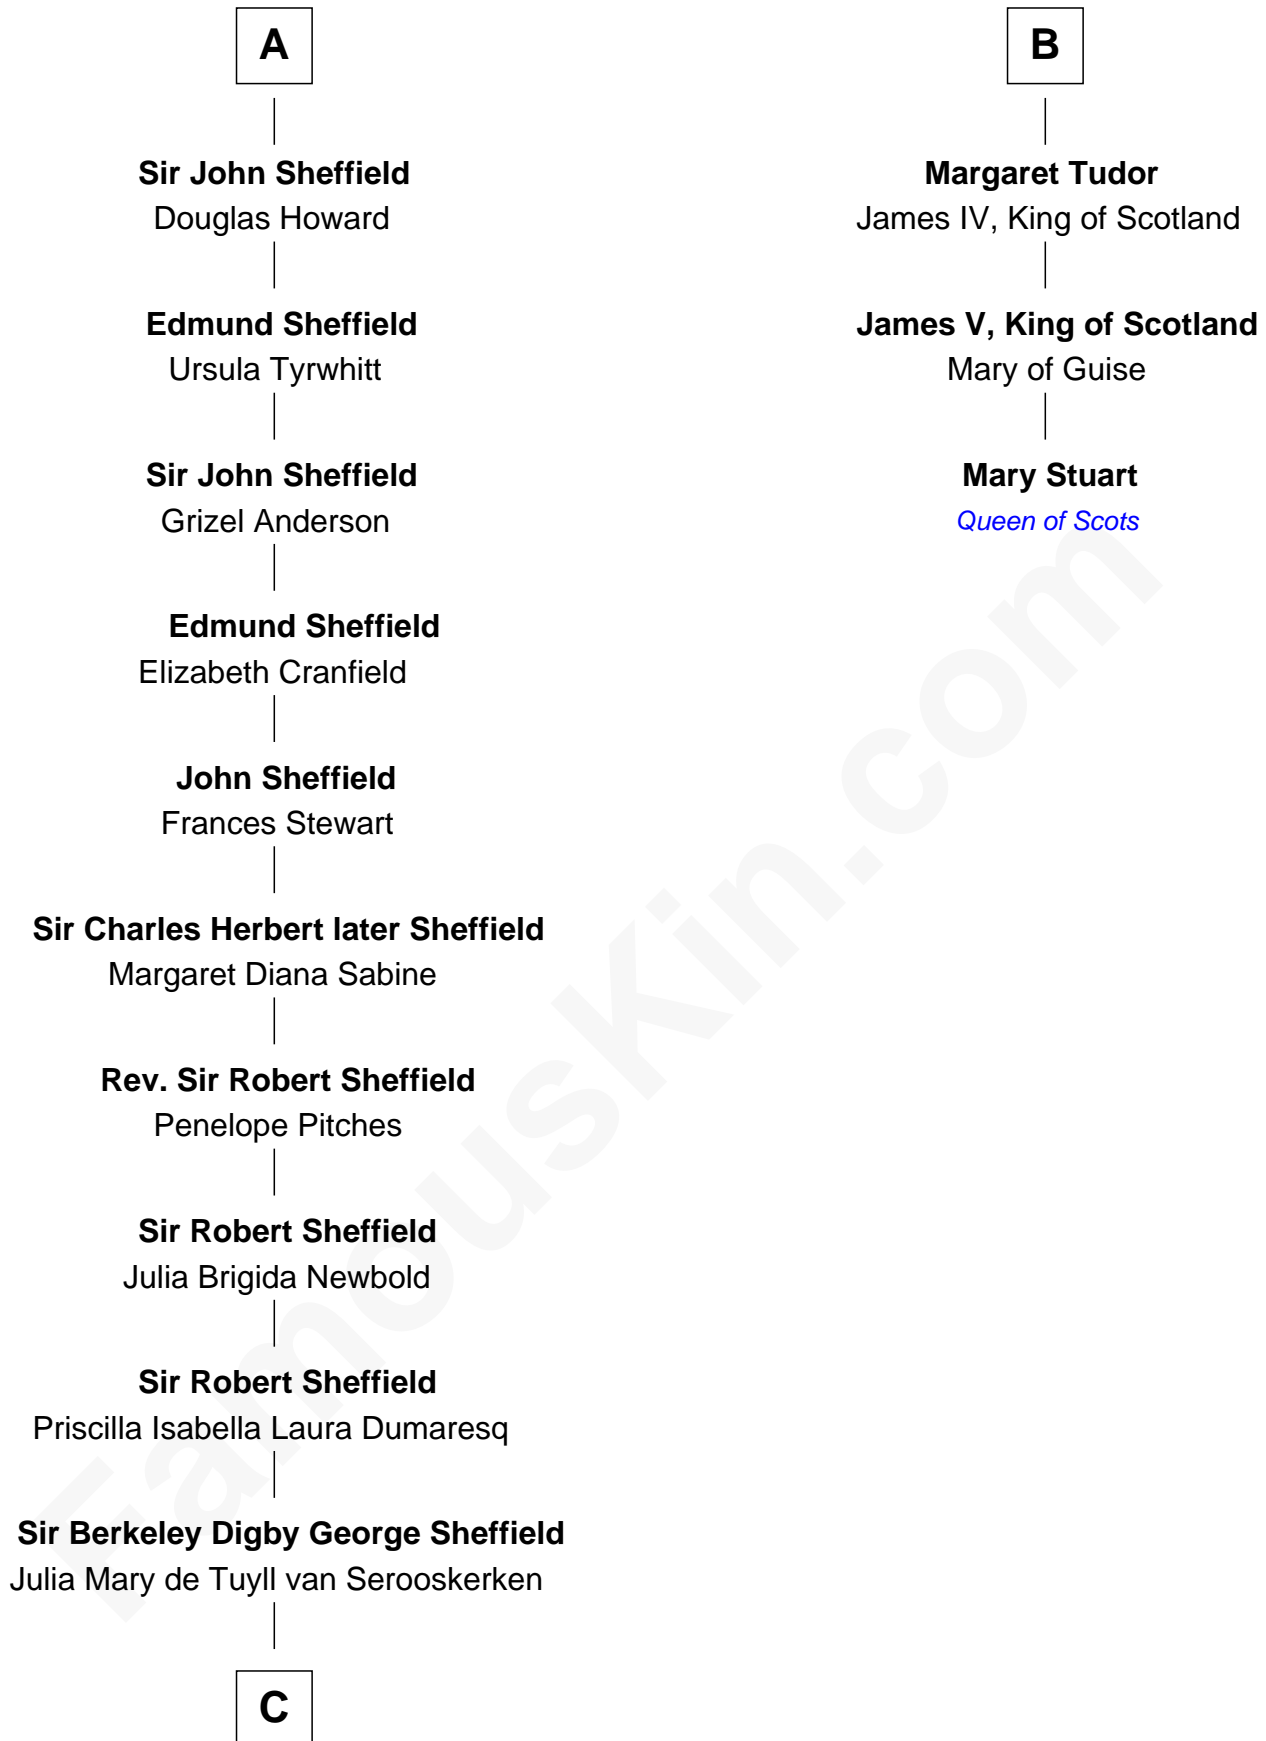 A
Sir John Sheffield
Douglas Howard
Edmund Sheffield
Ursula Tyrwhitt
Sir John Sheffield
Grizel Anderson
Edmund Sheffield
Elizabeth Cranfield
John Sheffield
Frances Stewart
Sir Charles Herbert later Sheffield
Margaret Diana Sabine
Rev. Sir Robert Sheffield
Penelope Pitches
Sir Robert Sheffield
Julia Brigida Newbold
Sir Robert Sheffield
Priscilla Isabella Laura Dumaresq
Sir Berkeley Digby George Sheffield
Julia Mary de Tuyll van Serooskerken
C
B
Margaret Tudor
James IV, King of Scotland
James V, King of Scotland
Mary of Guise
Mary Stuart
Queen of Scots
FamousKin.com